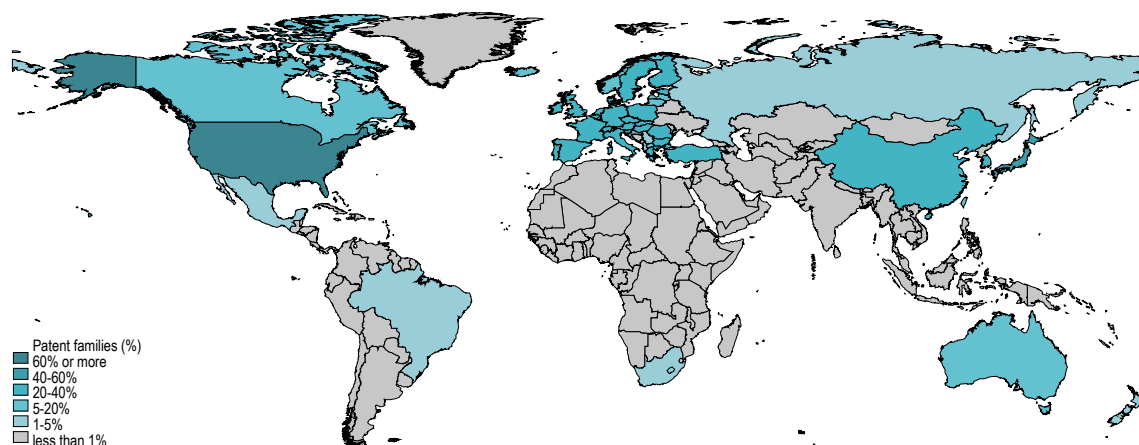 Patent families (%)
60% or more
40-60%
20-40%
5-20%
1-5%
less than 1%